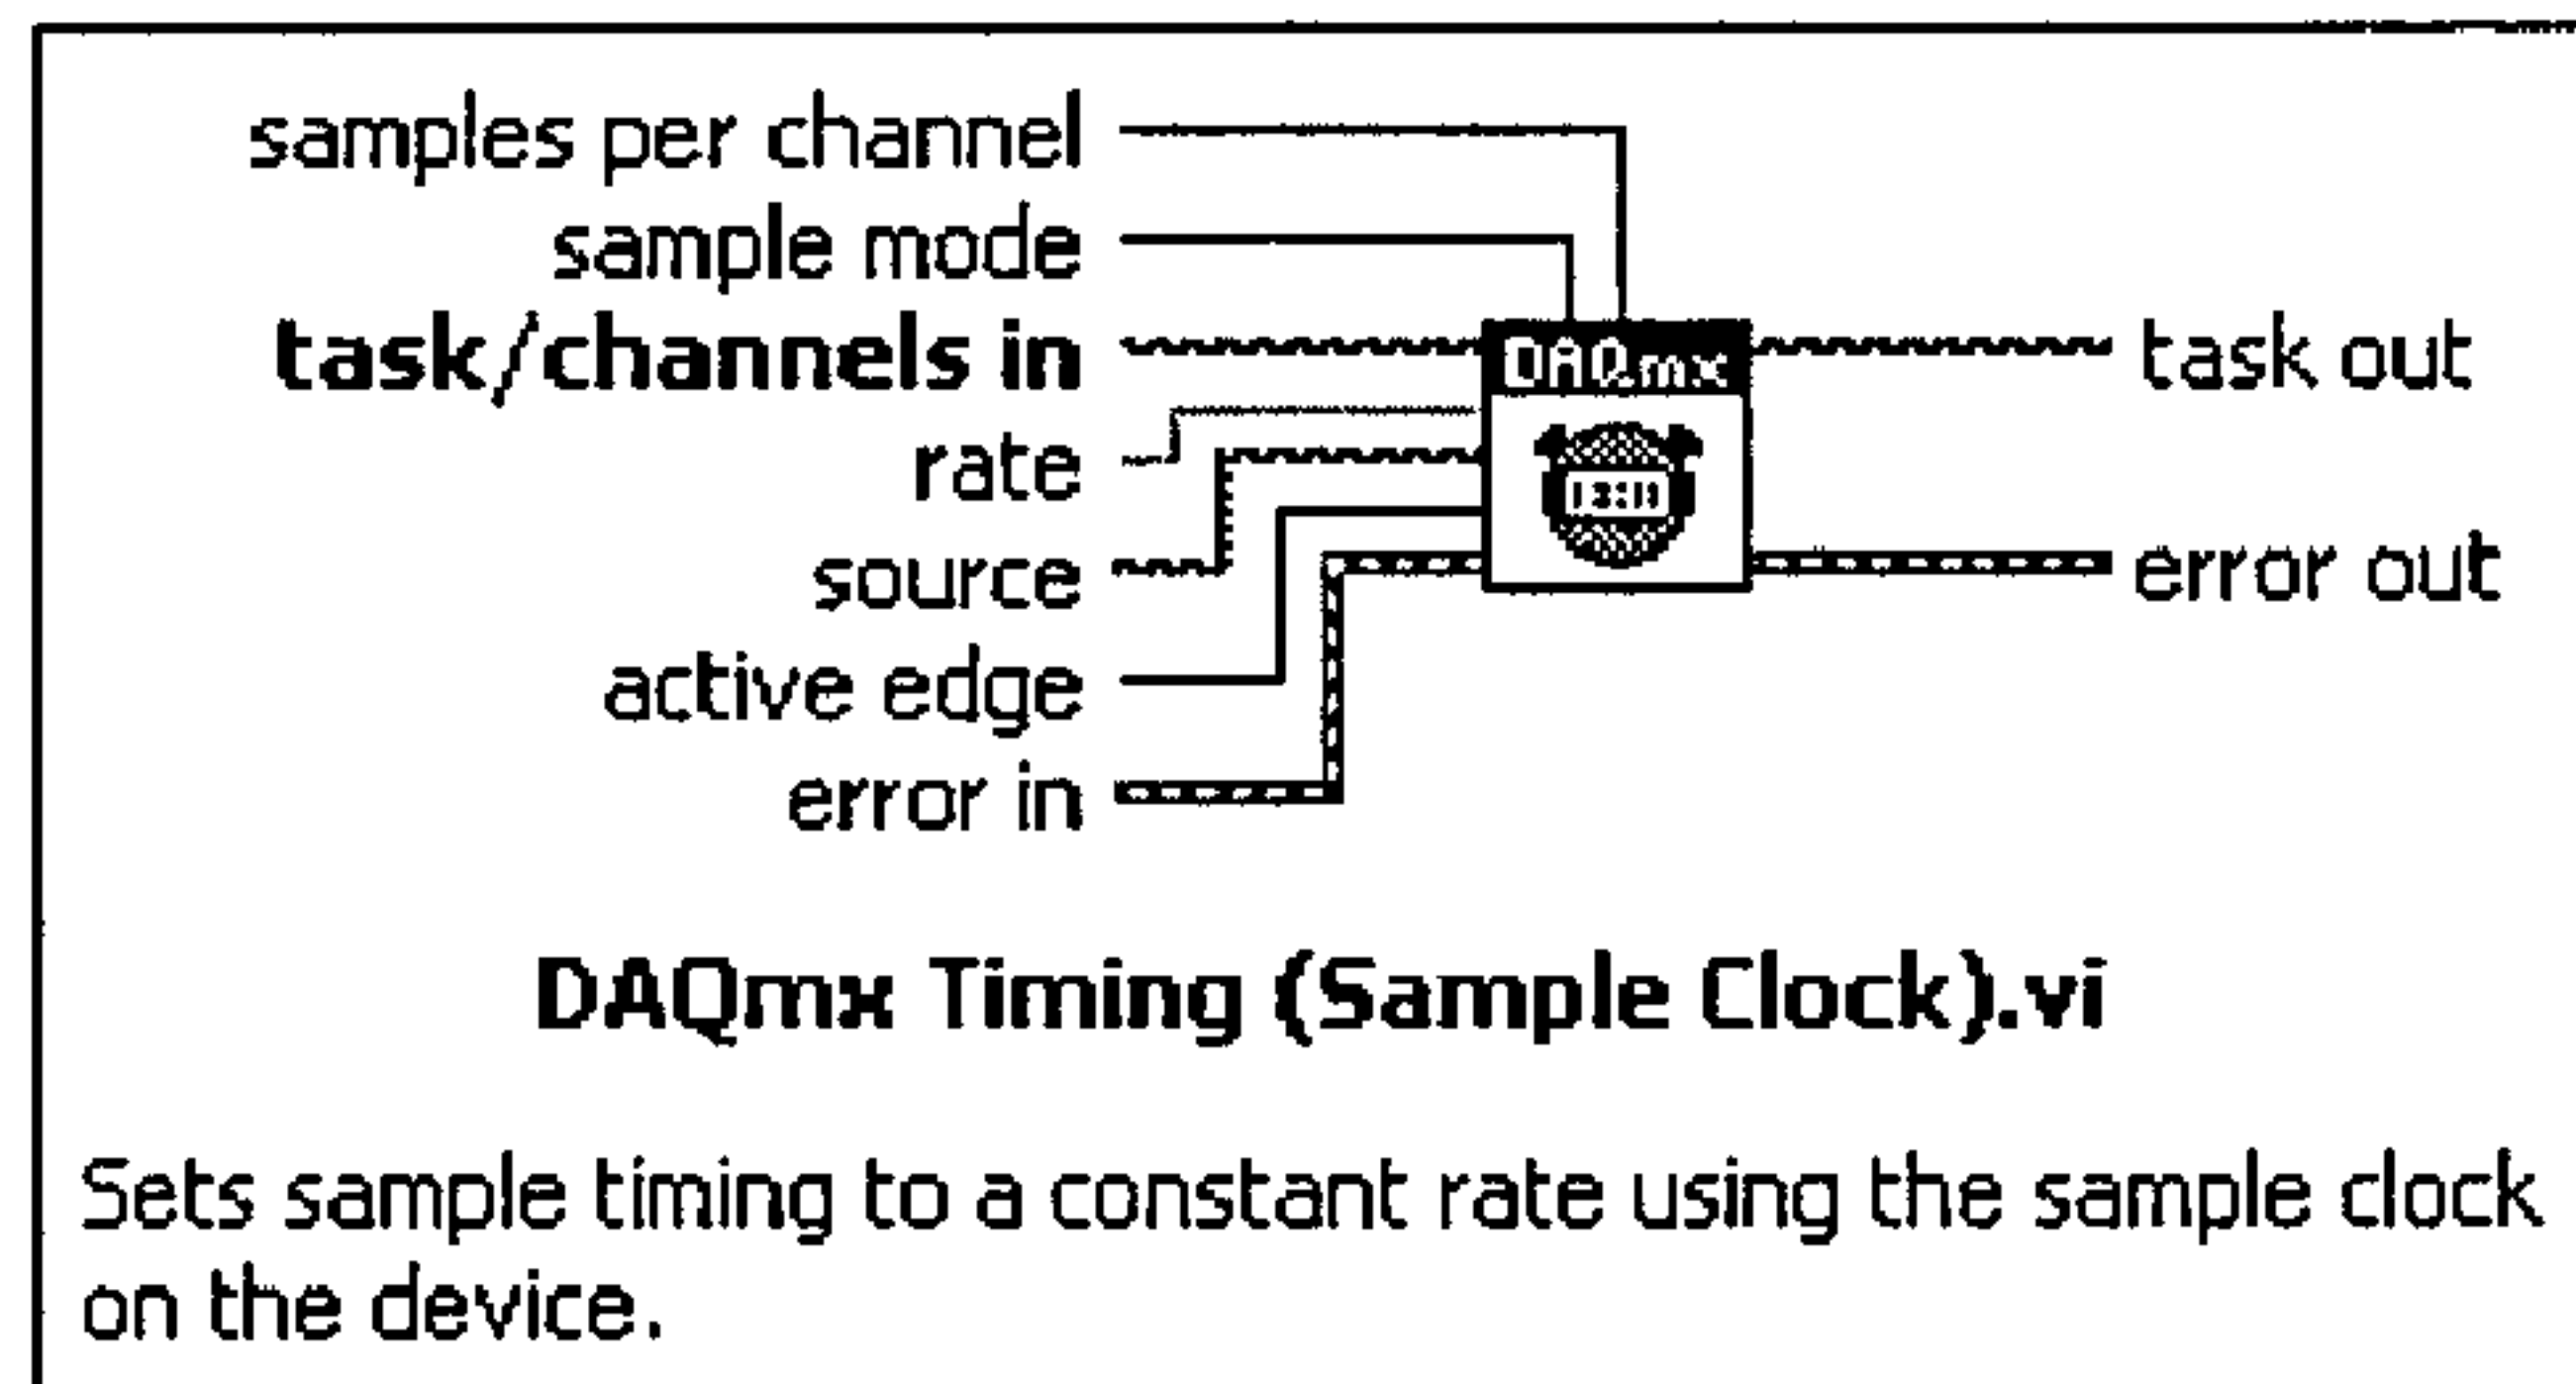 samples per channel
sample mode
task/channels in
rate
source
active edge
error in
DAQmx
task out
error out
DAQmx Timing (Sample Clock).vi
Sets sample timing to a constant rate using the sample clock
on the device.